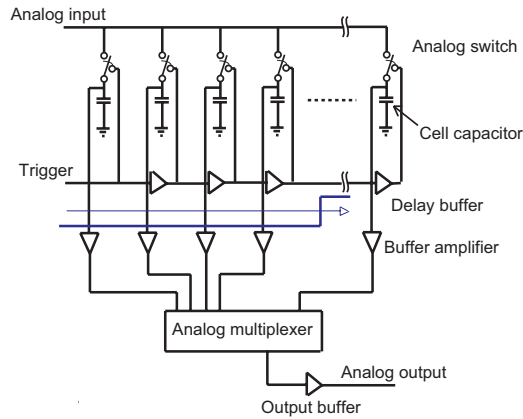 Analog input
Analog switch
Cell capacitor
Trigger
Delay buffer
Buffer amplifier
Analog multiplexer
Analog output
Output buffer